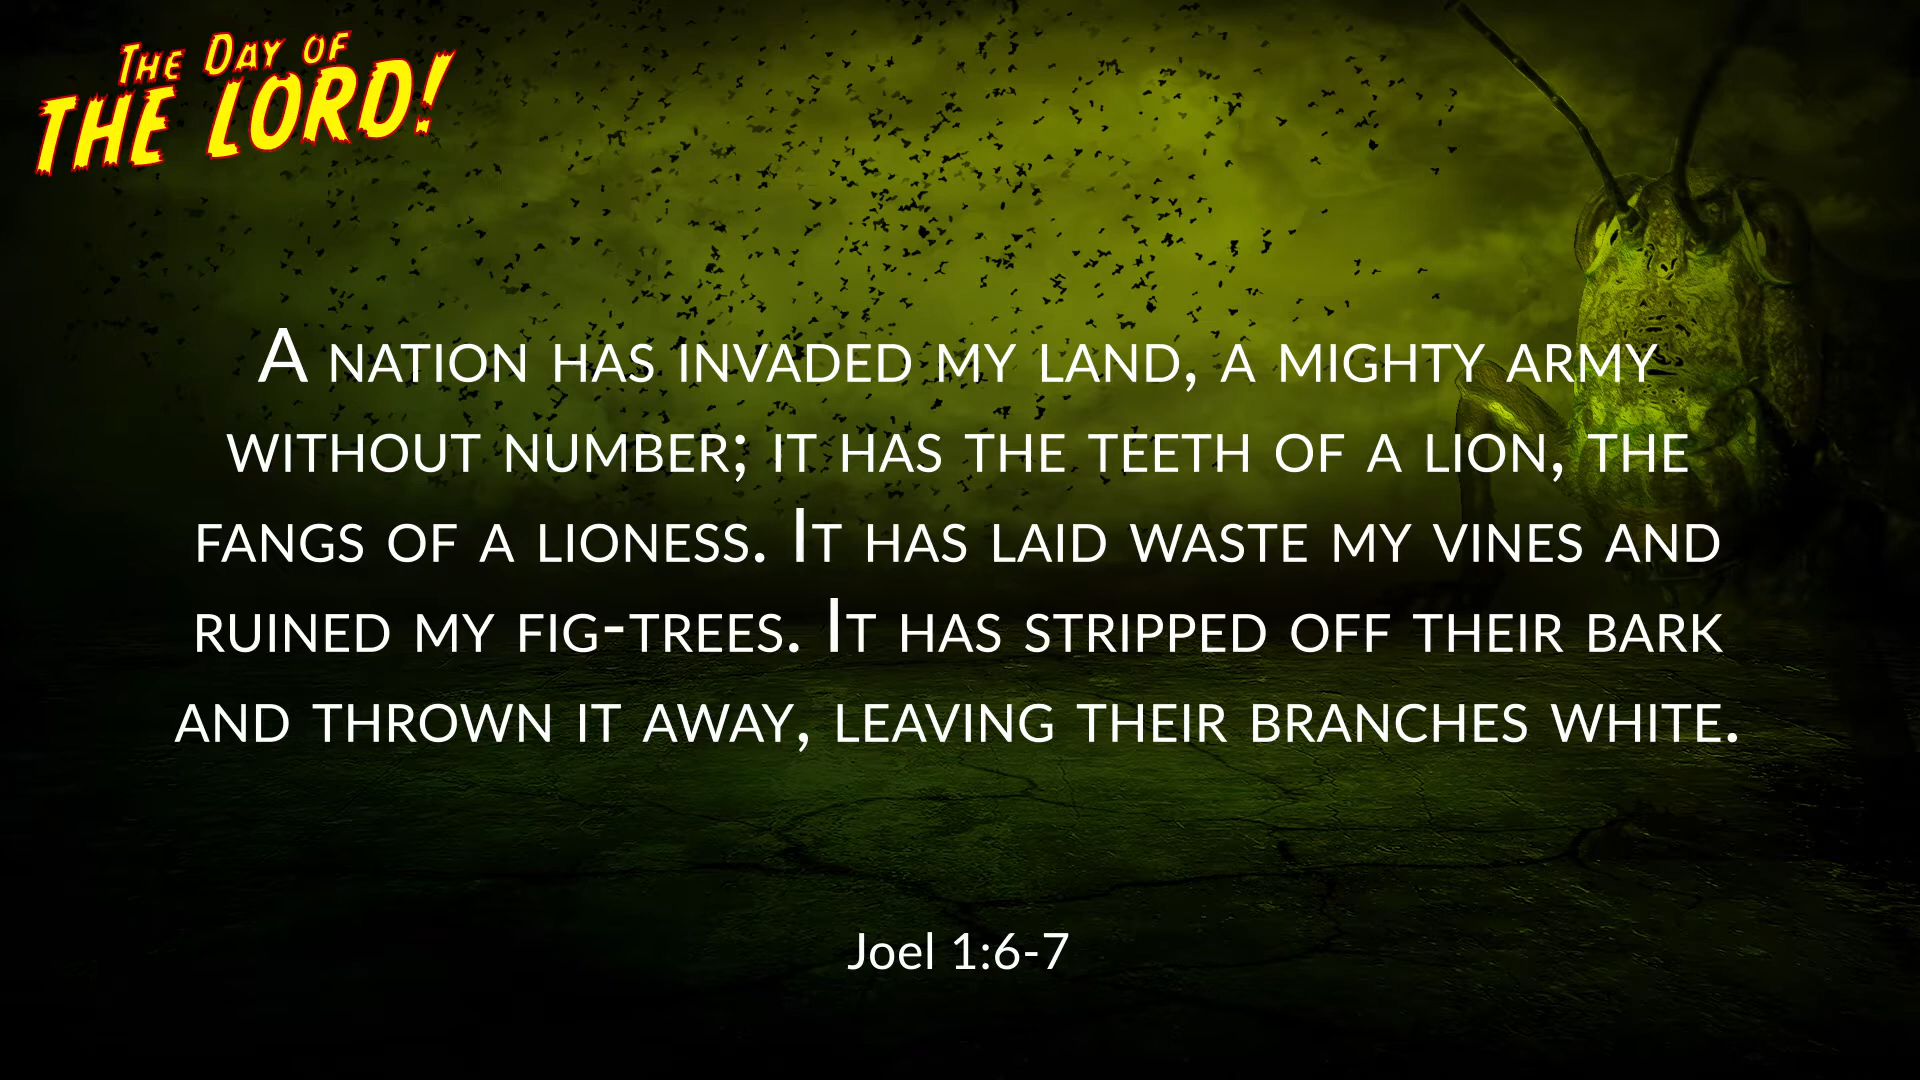 The Day of
THE LORD!
A nation has invaded my land, a mighty army
without number; it has the teeth of a lion, the
fangs of a lioness. It has laid waste my vines and
ruined my fig-trees. It has stripped off their bark
and thrown it away, leaving their branches white.
Joel 1:6-7